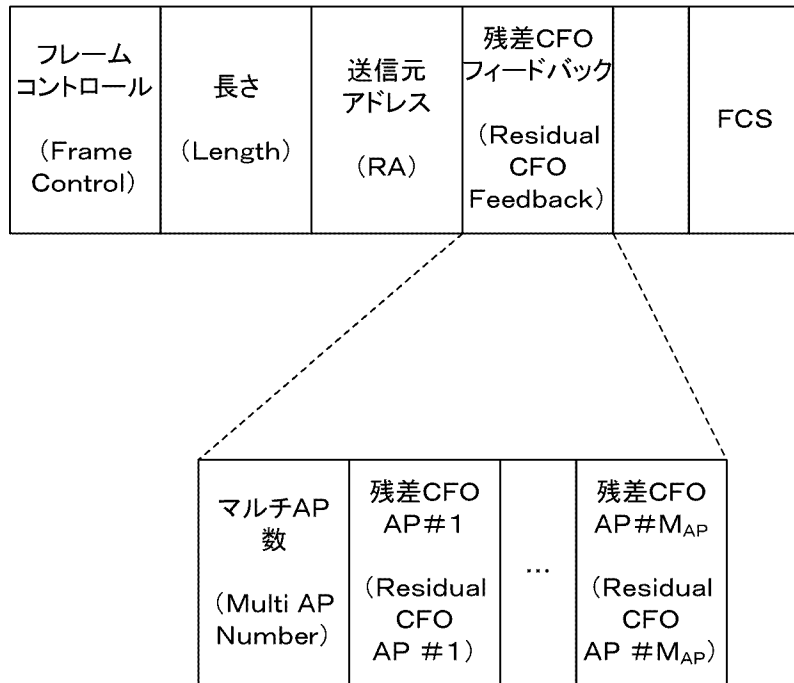 フレーム
コントロール
(Frame
Control)
長さ
(Length)
送信元
アドレス
(RA)
残差CFO
フィードバック
(Residual
CFO
Feedback)
FCS
マルチAP
数
(Multi AP
Number)
残差CFO
AP#1
(Residual
CFO
AP #1)
...
残差CFO
AP#M_AP
(Residual
CFO
AP #M_AP)